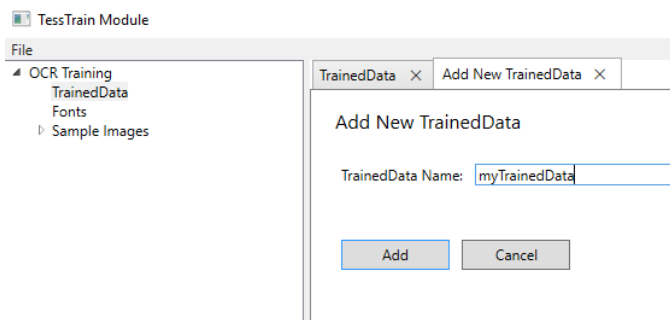 TessTrain Module
File
OCR Training
TrainedData
Fonts
Sample Images
TrainedData
Add New TrainedData
Add New TrainedData
TrainedData Name: myTrainedData
Add Cancel